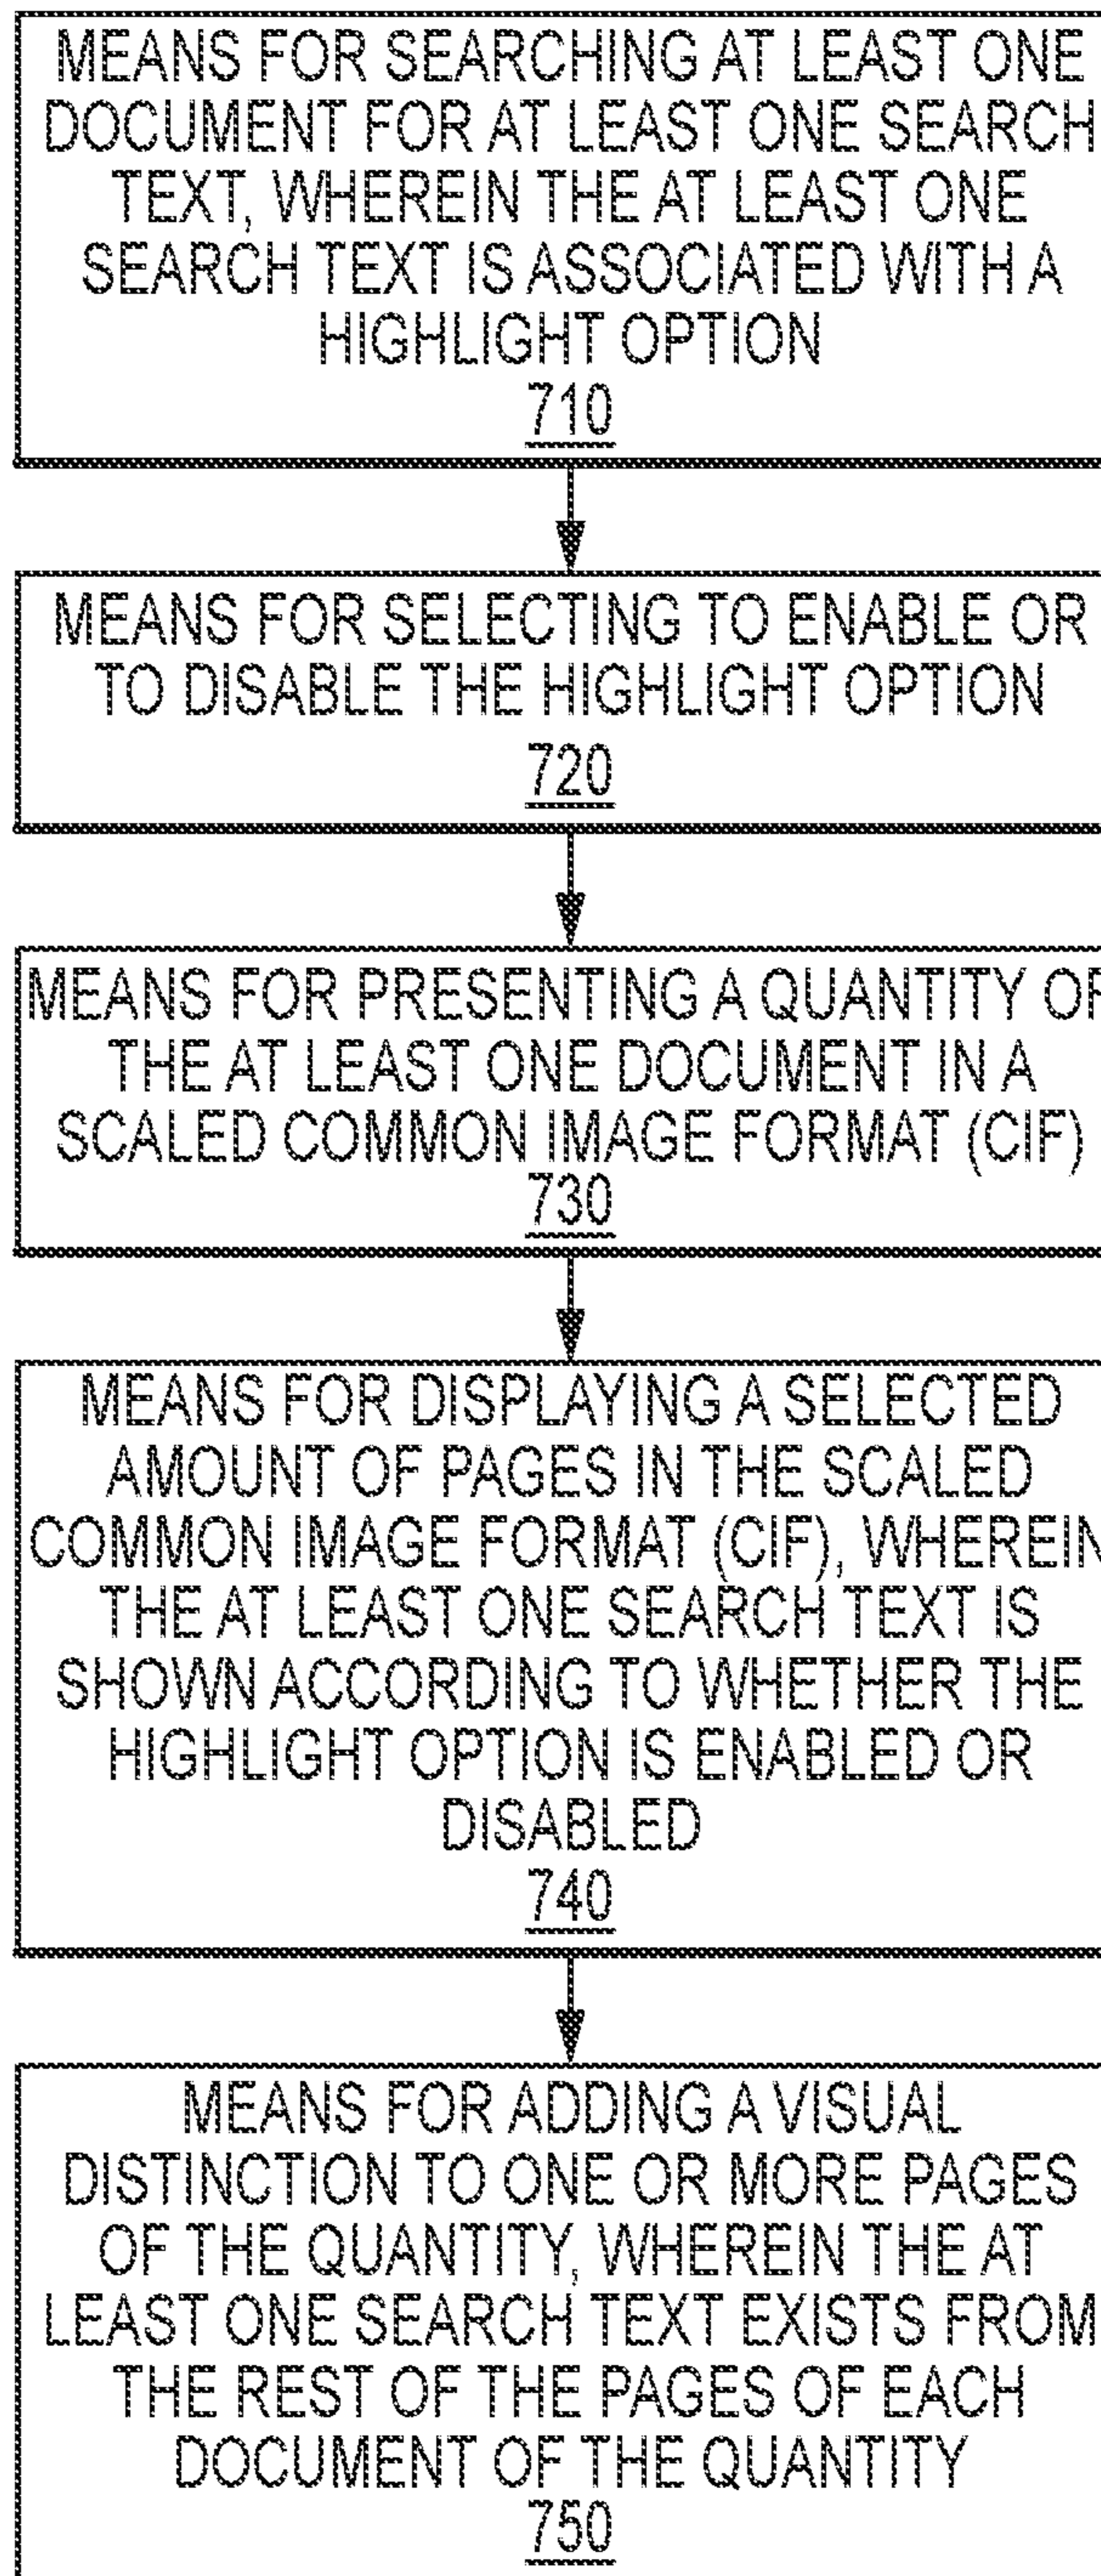 MEANS FOR SEARCHING AT LEAST ONE
DOCUMENT FOR AT LEAST ONE SEARCH
TEXT, WHEREIN THE AT LEAST ONE
SEARCH TEXT IS ASSOCIATED WITH A
HIGHLIGHT OPTION
710
MEANS FOR SELECTING TO ENABLE OR
TO DISABLE THE HIGHLIGHT OPTION
720
MEANS FOR PRESENTING A QUANTITY OF
THE AT LEAST ONE DOCUMENT IN A
SCALED COMMON IMAGE FORMAT (CIF)
730
MEANS FOR DISPLAYING A SELECTED
AMOUNT OF PAGES IN THE SCALED
COMMON IMAGE FORMAT (CIF), WHEREIN
THE AT LEAST ONE SEARCH TEXT IS
SHOWN ACCORDING TO WHETHER THE
HIGHLIGHT OPTION IS ENABLED OR
DISABLED
740
MEANS FOR ADDING A VISUAL
DISTINCTION TO ONE OR MORE PAGES
OF THE QUANTITY, WHEREIN THE AT
LEAST ONE SEARCH TEXT EXISTS FROM
THE REST OF THE PAGES OF EACH
DOCUMENT OF THE QUANTITY
750